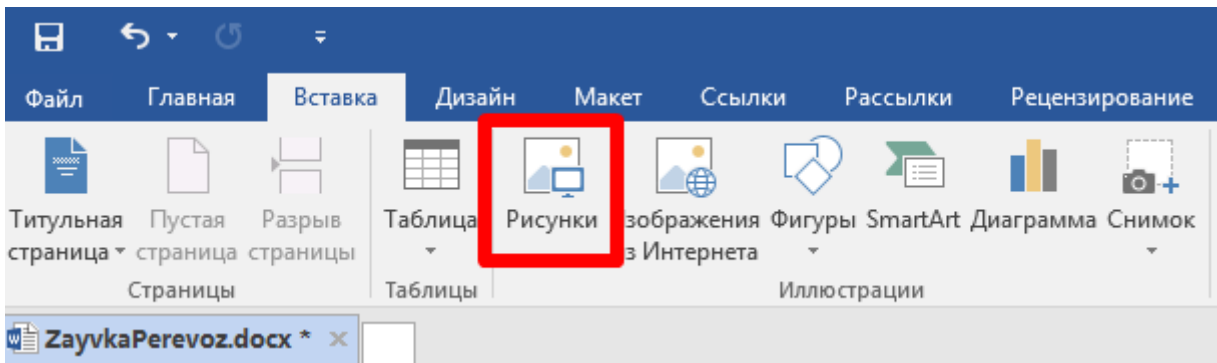 Файл Главная Вставка Дизайн Макет Ссылки Рассылки Рецензирование
Титульная Пустая Разрыв Таблица Рисунки зображения Фигуры SmartArt Диаграмма Снимок
страница страница страницы з Интернета
Страницы Таблицы Иллюстрации
ZayvkaPerevoz.docx *